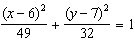 (x−6)²/49 + (y−7)²/32 = 1